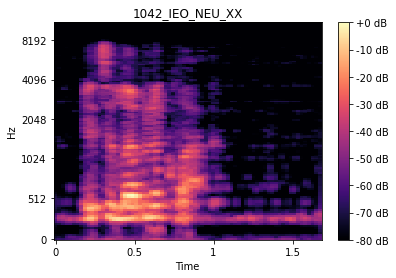 1042_IEO_NEU_XX
8192
4096
2048
1024
512
0
Hz
0
0.5
1
1.5
Time
+0 dB
-10 dB
-20 dB
-30 dB
-40 dB
-50 dB
-60 dB
-70 dB
-80 dB